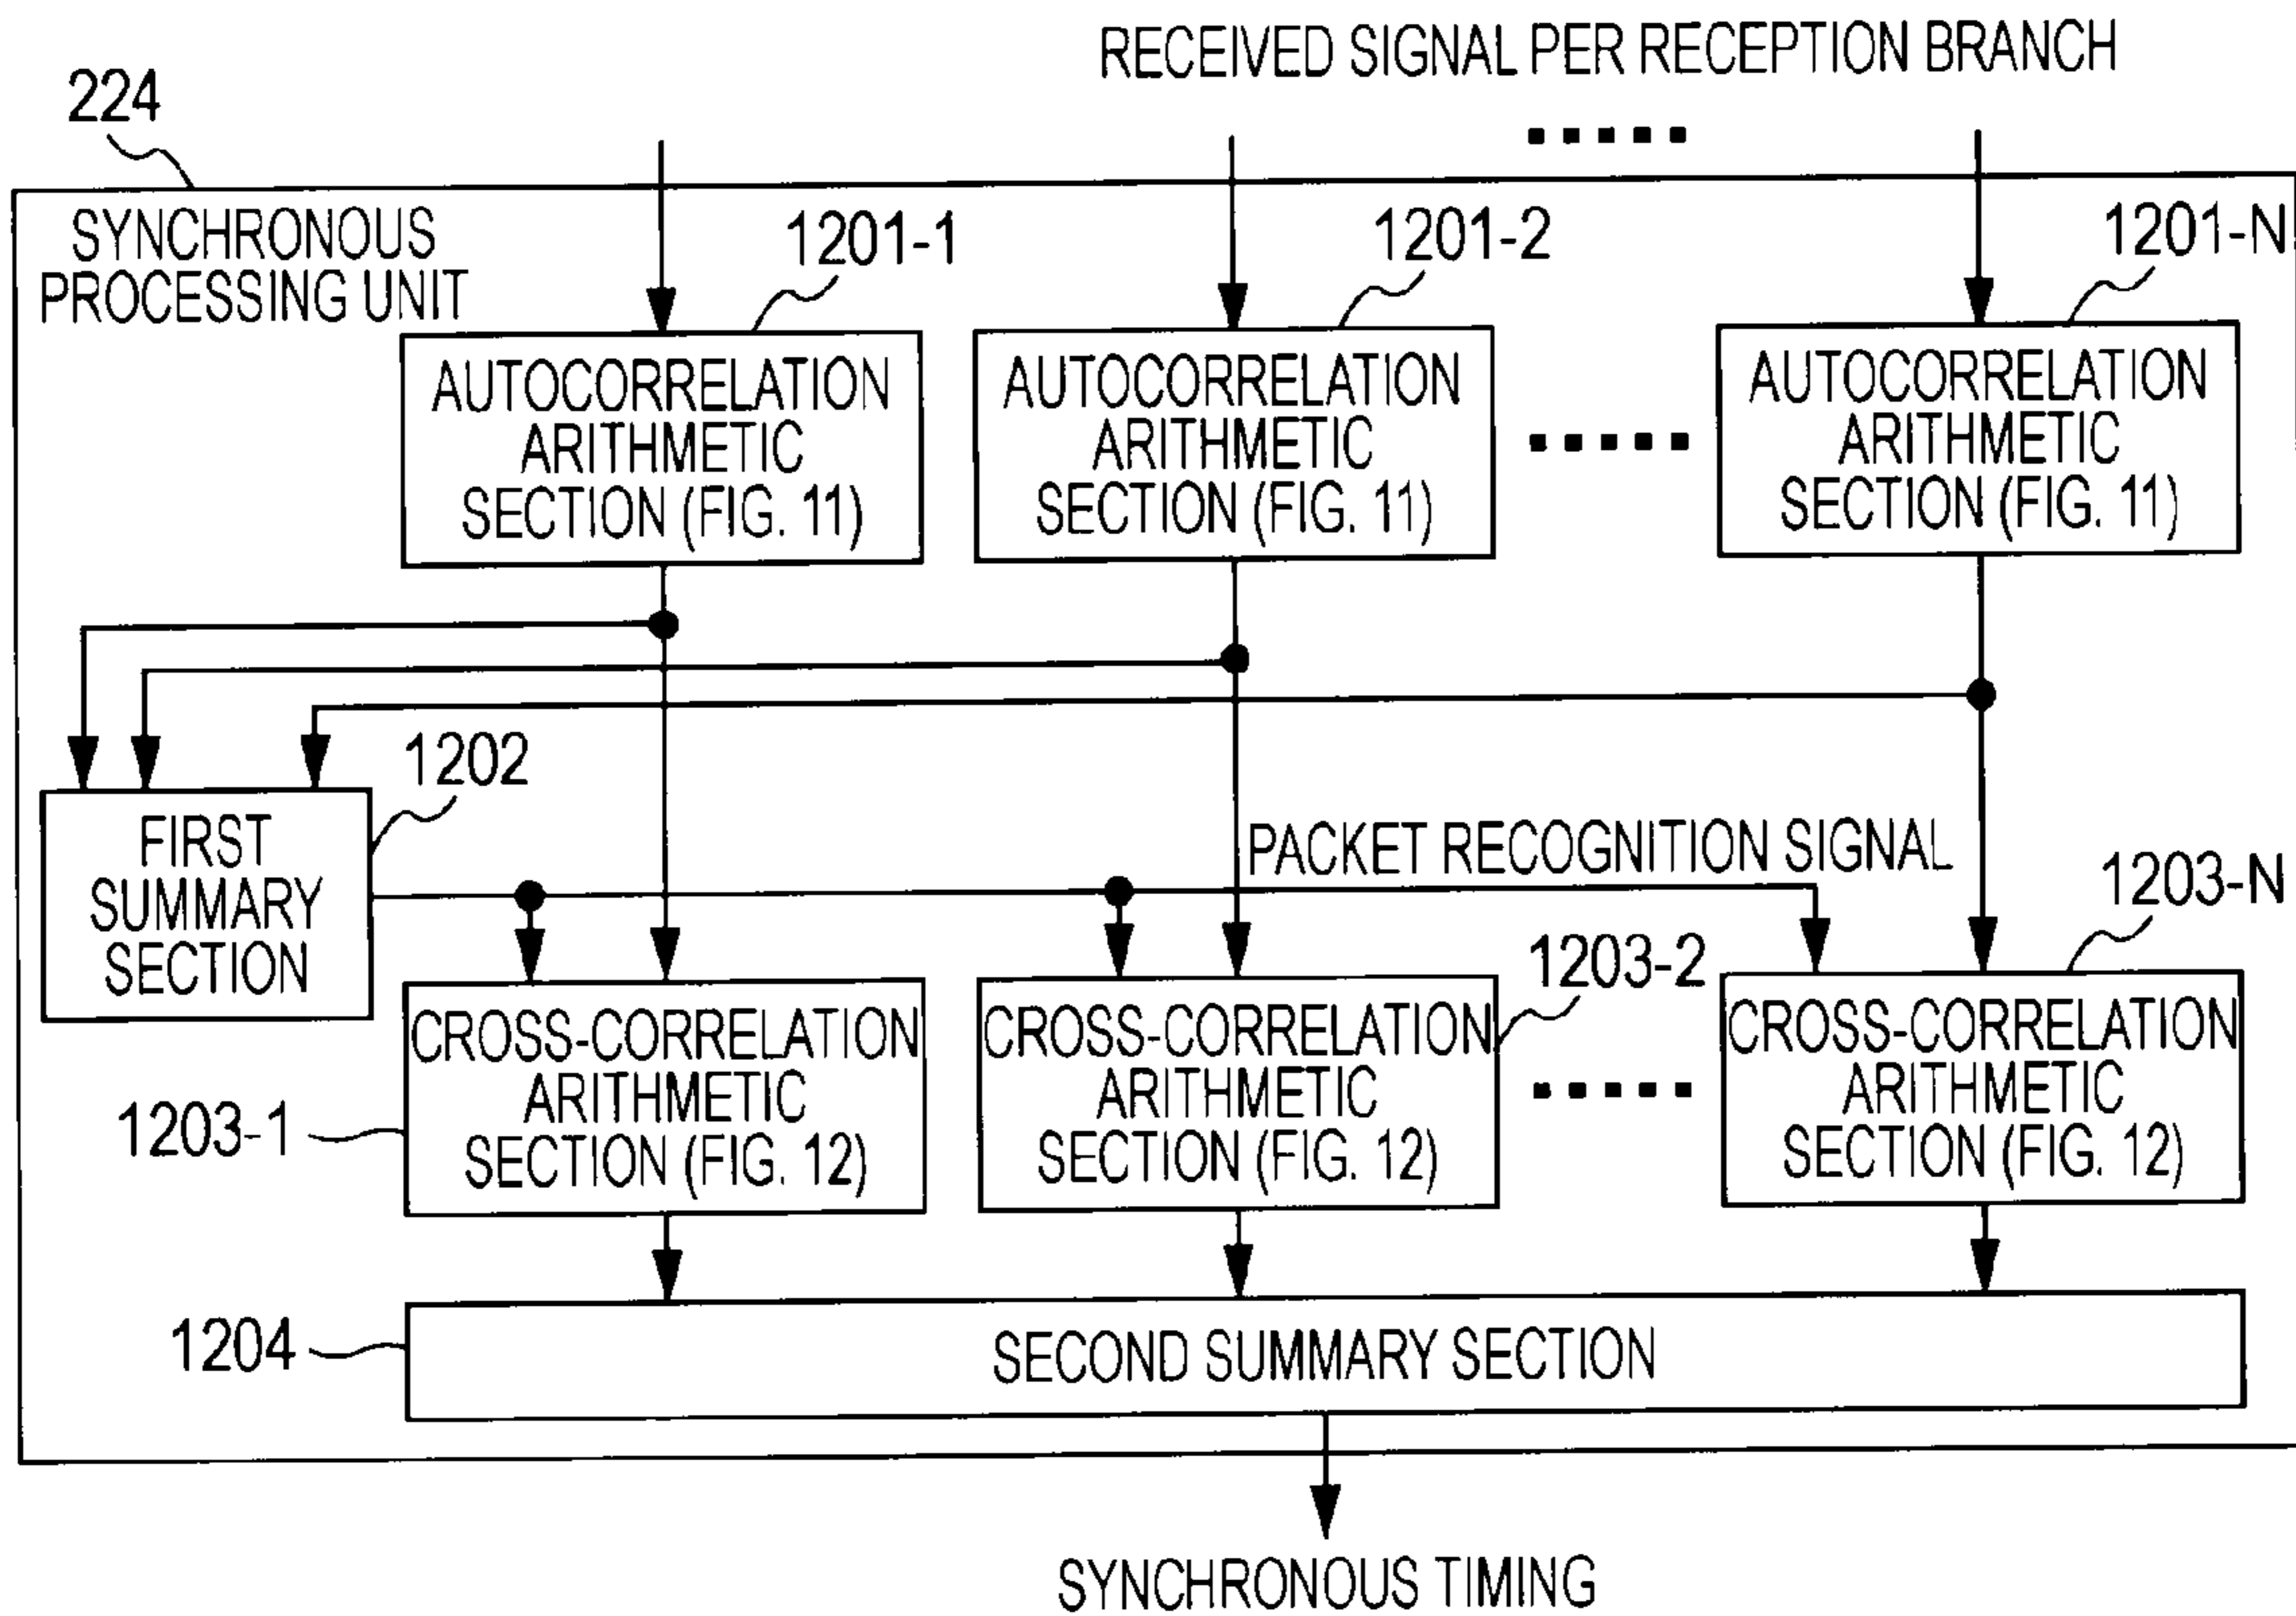 RECEIVED SIGNAL PER RECEPTION BRANCH
224
SYNCHRONOUS
PROCESSING UNIT
1201-1
1201-2
1201-N
AUTOCORRELATION
ARITHMETIC
SECTION (FIG. 11)
AUTOCORRELATION
ARITHMETIC
SECTION (FIG. 11)
AUTOCORRELATION
ARITHMETIC
SECTION (FIG. 11)
1202
FIRST
SUMMARY
SECTION
PACKET RECOGNITION SIGNAL
1203-N
1203-2
CROSS-CORRELATION
ARITHMETIC
SECTION (FIG. 12)
CROSS-CORRELATION
ARITHMETIC
SECTION (FIG. 12)
CROSS-CORRELATION
ARITHMETIC
SECTION (FIG. 12)
1203-1
1204
SECOND SUMMARY SECTION
SYNCHRONOUS TIMING